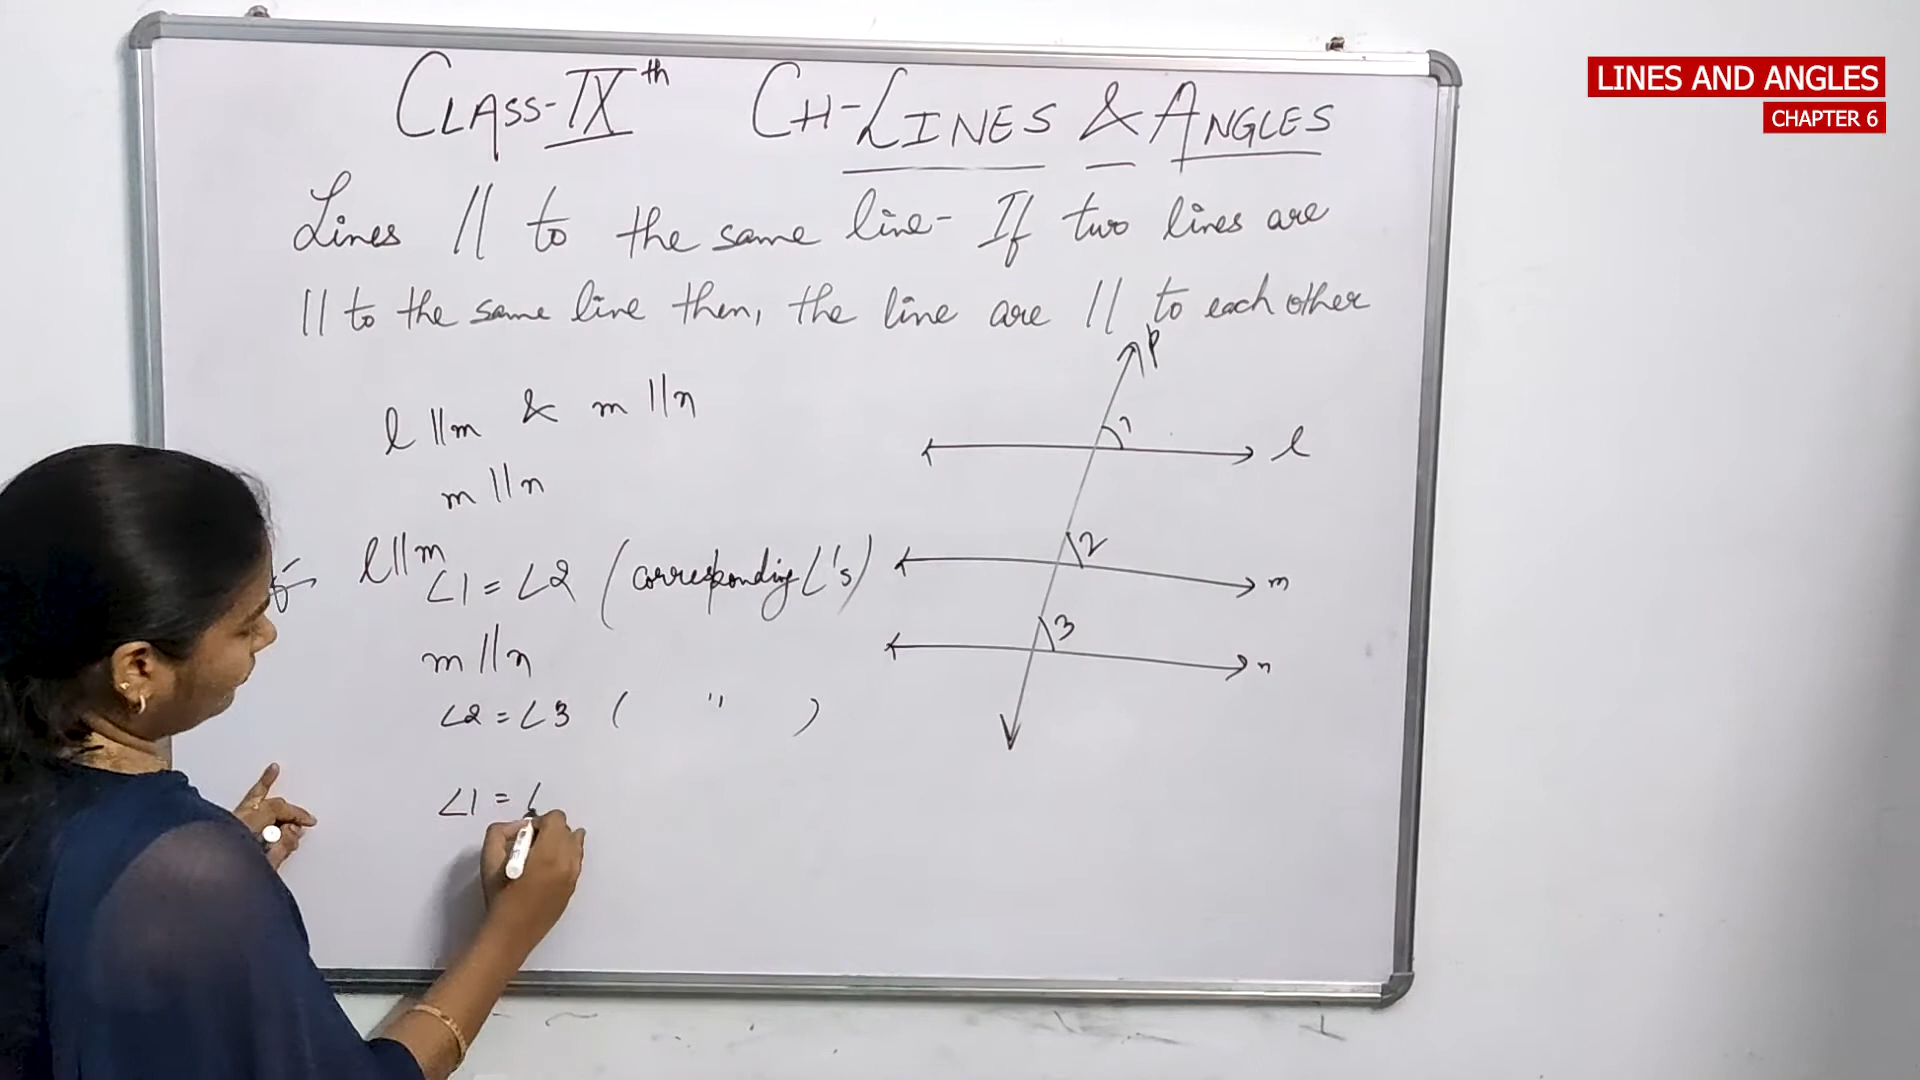 LINES AND ANGLES
CHAPTER 6
CLASS-IXth CH-LINES & ANGLES
Lines || to the same line- If two lines are
|| to the same line then, the line are || to each other
l || m & m || n
m || n
l || m
∠1 = ∠2 (corresponding ∠'s)
m || n
∠2 = ∠3 ( " )
∠1 = ∠
p
1
l
2
m
3
n